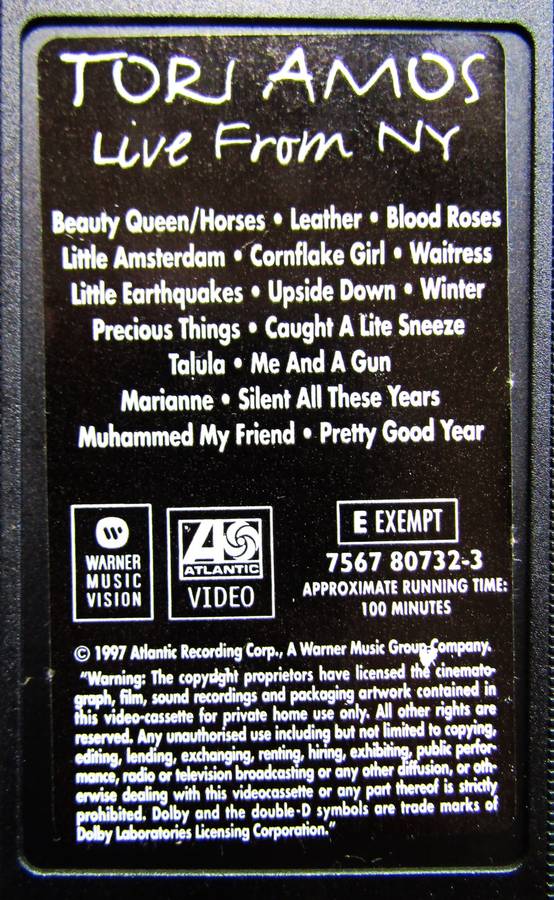 TORI AMOS
Live From NY
Beauty Queen/Horses • Leather • Blood Roses
Little Amsterdam • Cornflake Girl • Waitress
Little Earthquakes • Upside Down • Winter
Precious Things • Caught A Lite Sneeze
Talula • Me And A Gun
Marianne • Silent All These Years
Muhammed My Friend • Pretty Good Year
WARNER
MUSIC
VISION
ATLANTIC
VIDEO
E EXEMPT
7567 80732-3
APPROXIMATE RUNNING TIME:
100 MINUTES
© 1997 Atlantic Recording Corp., A Warner Music Group Company.
"Warning: The copyright proprietors have licensed the cinemato-
graph, film, sound recordings and packaging artwork contained in
this video-cassette for private home use only. All other rights are
reserved. Any unauthorised use including but not limited to copying,
editing, lending, exchanging, renting, hiring, exhibiting, public perfor-
mance, radio or television broadcasting or any other diffusion, or oth-
erwise dealing with this videocassette or any part thereof is strictly
prohibited. Dolby and the double-D symbols are trade marks of
Dolby Laboratories Licensing Corporation."